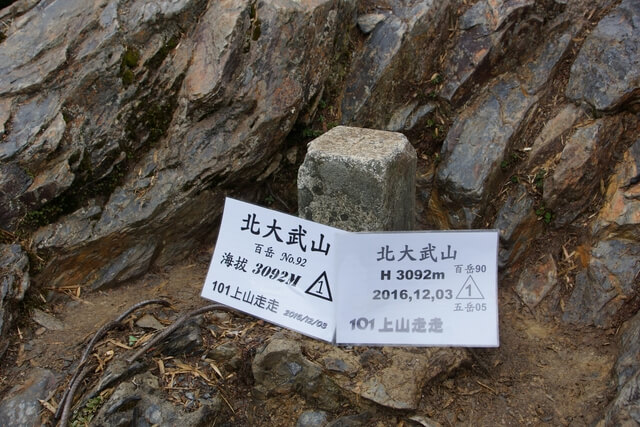 北大武山
百岳 No.92
海拔 3092M 1
101上山走走 2016/12/03
北大武山
H 3092m 百岳90
2016,12,03 1
五岳05
101上山走走